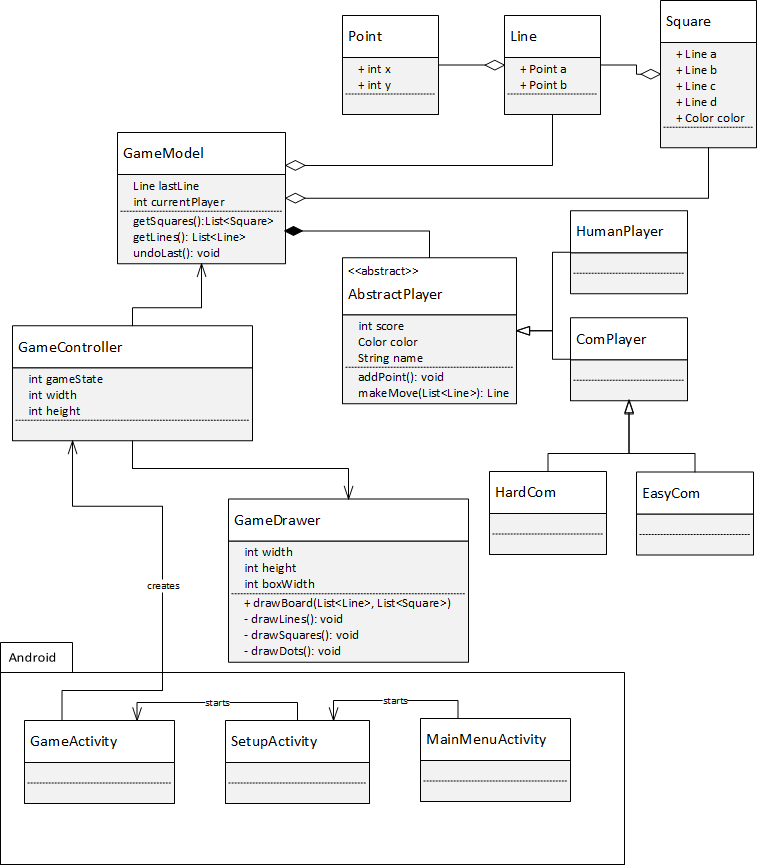 Point
+ int x
+ int y
Line
+ Point a
+ Point b
Square
+ Line a
+ Line b
+ Line c
+ Line d
+ Color color
GameModel
Line lastLine
int currentPlayer
getSquares():List<Square>
getLines(): List<Line>
undoLast(): void
<<abstract>>
AbstractPlayer
int score
Color color
String name
addPoint(): void
makeMove(List<Line>): Line
HumanPlayer
ComPlayer
HardCom
EasyCom
GameController
int gameState
int width
int height
GameDrawer
int width
int height
int boxWidth
+ drawBoard(List<Line>, List<Square>)
- drawLines(): void
- drawSquares(): void
- drawDots(): void
creates
Android
starts
starts
GameActivity
SetupActivity
MainMenuActivity